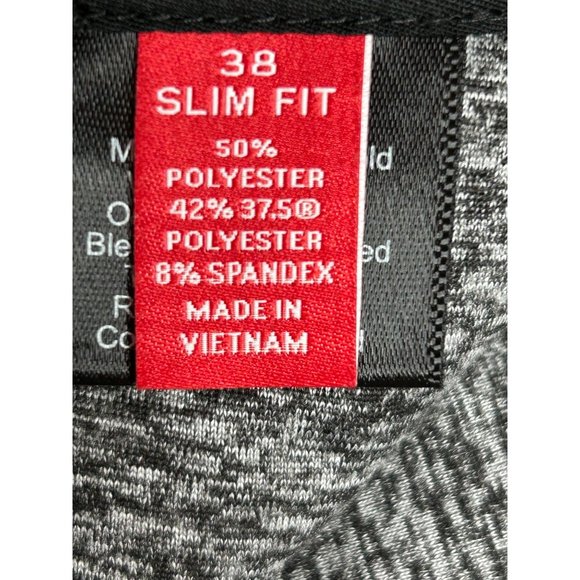 38
SLIM FIT
50%
POLYESTER
42% 37.5®
POLYESTER
8% SPANDEX
MADE IN
VIETNAM